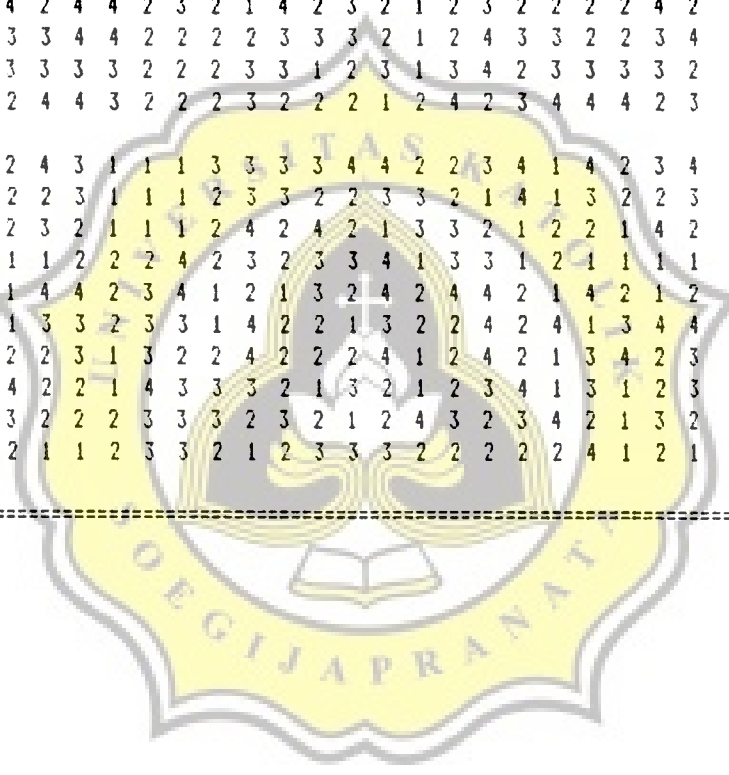 4 2 4 4 2 3 2 1 4 2 3 2 1 2 3 2 2 2 2 4 2
3 3 4 4 2 2 2 2 3 3 3 2 1 2 4 3 3 2 2 3 4
3 3 3 3 2 2 2 3 3 1 2 3 1 3 4 2 3 3 3 3 2
2 4 4 3 2 2 2 3 2 2 2 1 2 4 2 3 4 4 4 2 3
2 4 3 1 1 1 3 3 3 3 4 4 2 2 3 4 1 4 2 3 4
2 2 3 1 1 1 2 3 3 2 2 3 3 2 1 4 1 3 2 2 3
2 3 2 1 1 1 2 4 2 4 2 1 3 3 2 1 2 2 1 4 2
1 1 2 2 2 4 2 3 2 3 3 4 1 3 3 1 2 1 1 1 1
1 4 4 2 3 4 1 2 1 3 2 4 2 4 4 2 1 4 2 1 2
1 3 3 2 3 3 1 4 2 2 1 3 2 2 4 2 4 1 3 4 4
2 2 3 1 3 2 2 4 2 2 2 4 1 2 4 2 1 3 4 2 3
4 2 2 1 4 3 3 3 2 1 3 2 1 2 3 4 1 3 1 2 3
3 2 2 2 3 3 3 2 3 2 1 2 4 3 2 3 4 2 1 3 2
2 1 1 2 3 3 2 1 2 3 3 3 2 2 2 2 2 4 1 2 1
UNIVERSITAS KATOLIK
SOEGIJAPRANATA